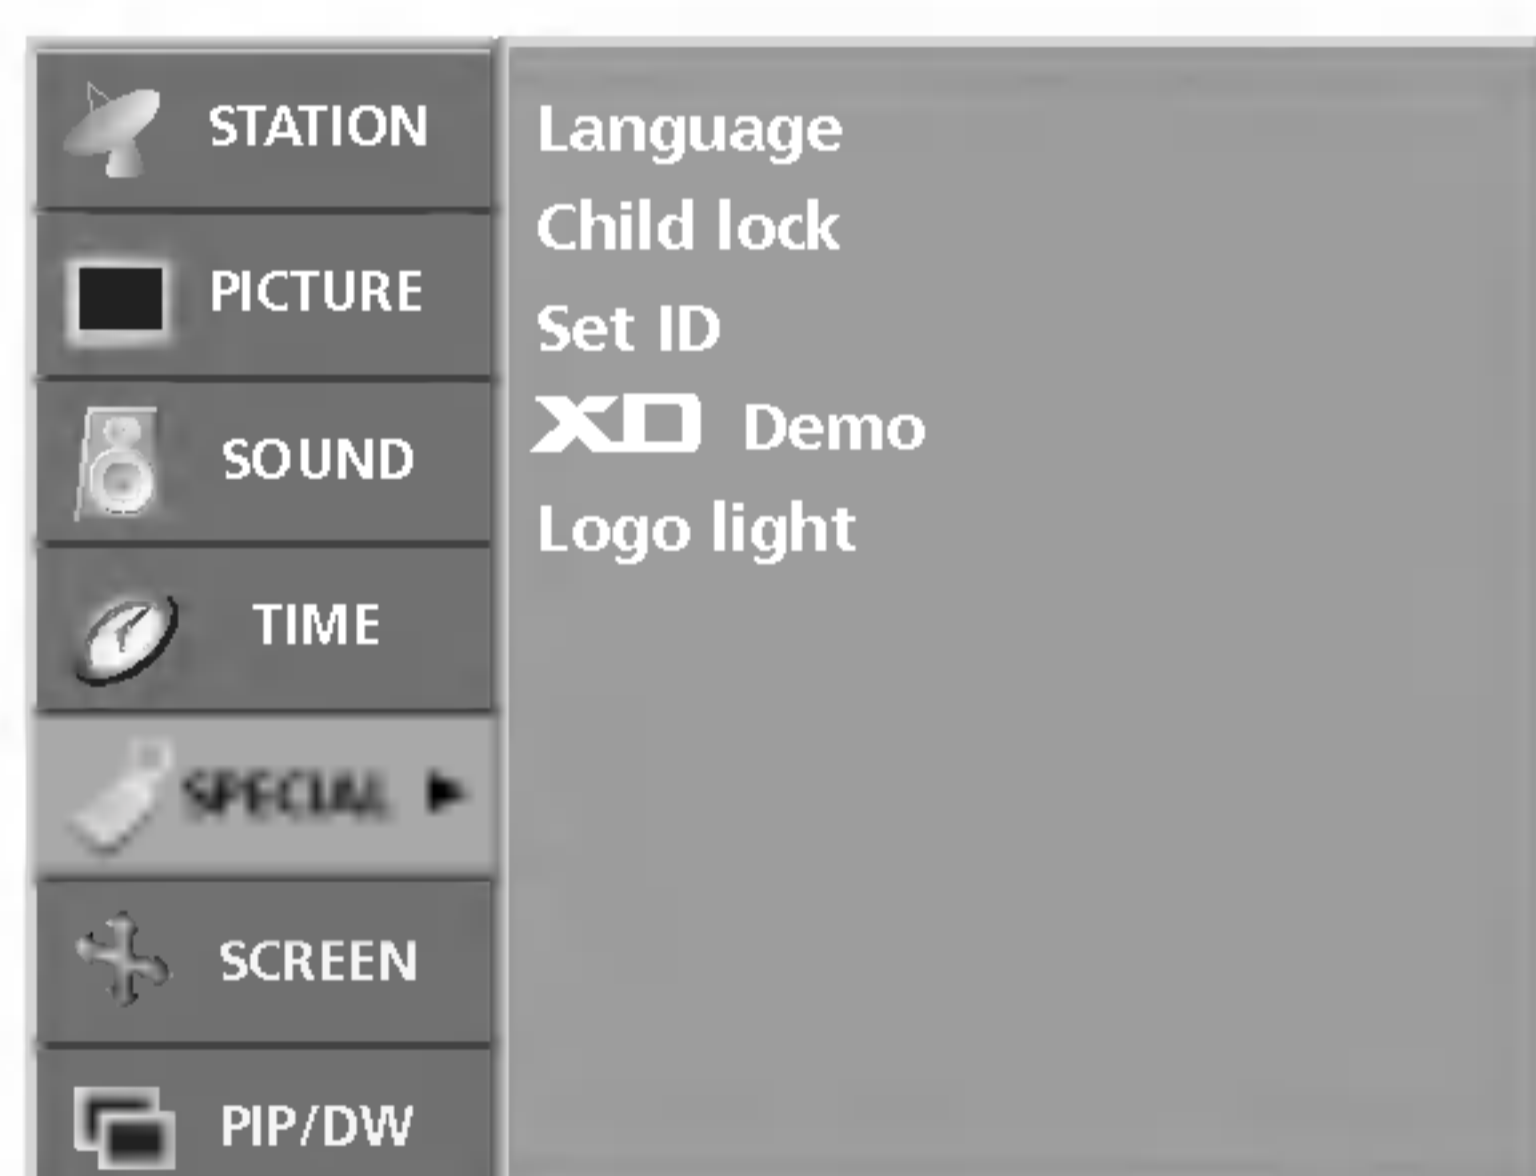 STATION
PICTURE
SOUND
TIME
SPECIAL ►
SCREEN
PIP/DW
Language
Child lock
Set ID
XD Demo
Logo light